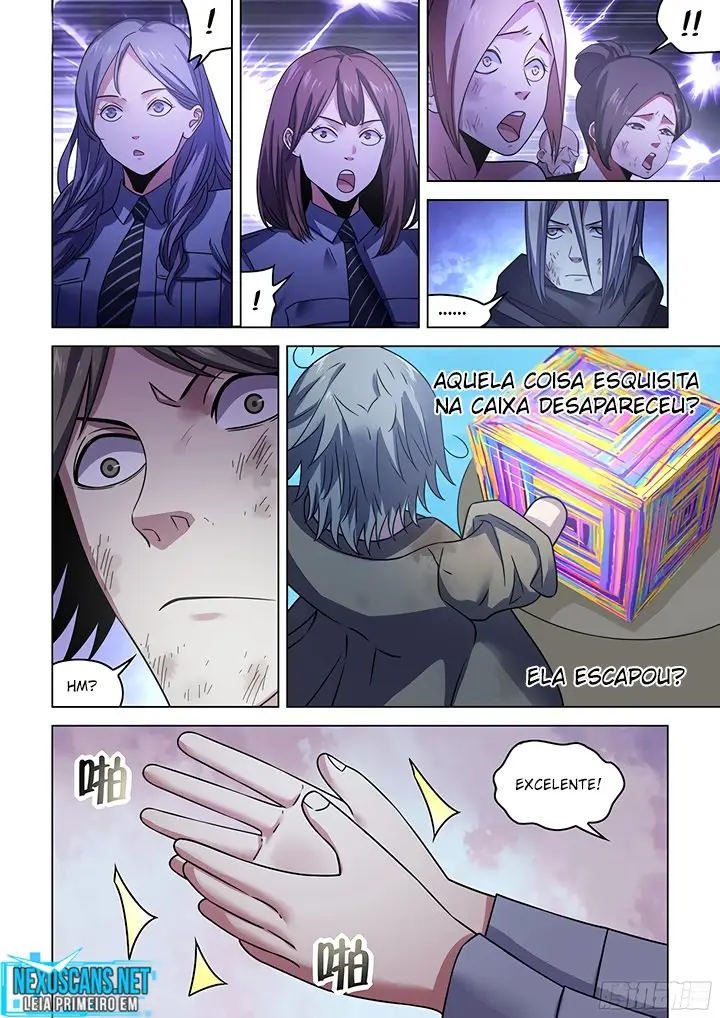 !
!
!!
.......
AQUELA COISA ESQUISITA
NA CAIXA DESAPARECEU?
HM?
ELA ESCAPOU?
啪
EXCELENTE!
啪
NEXOSCANS.NET
LEIA PRIMEIRO EM